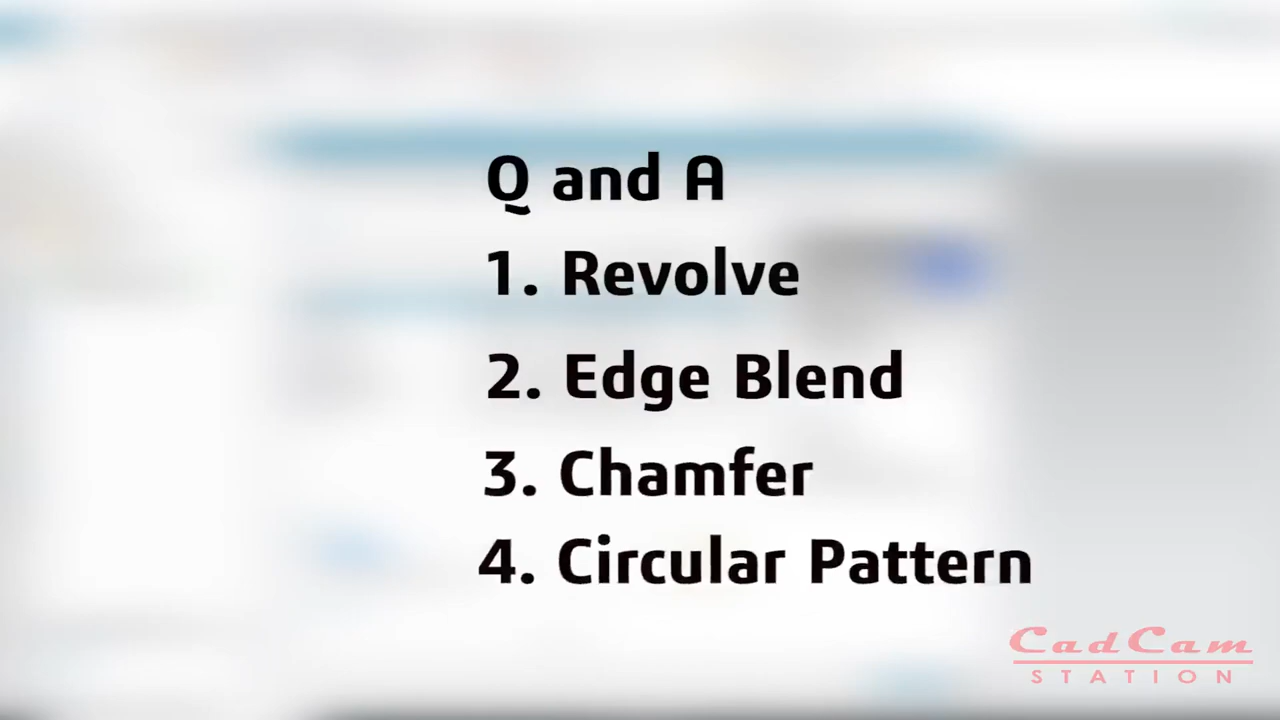 Q and A
1. Revolve
2. Edge Blend
3. Chamfer
4. Circular Pattern
CadCam
STATION